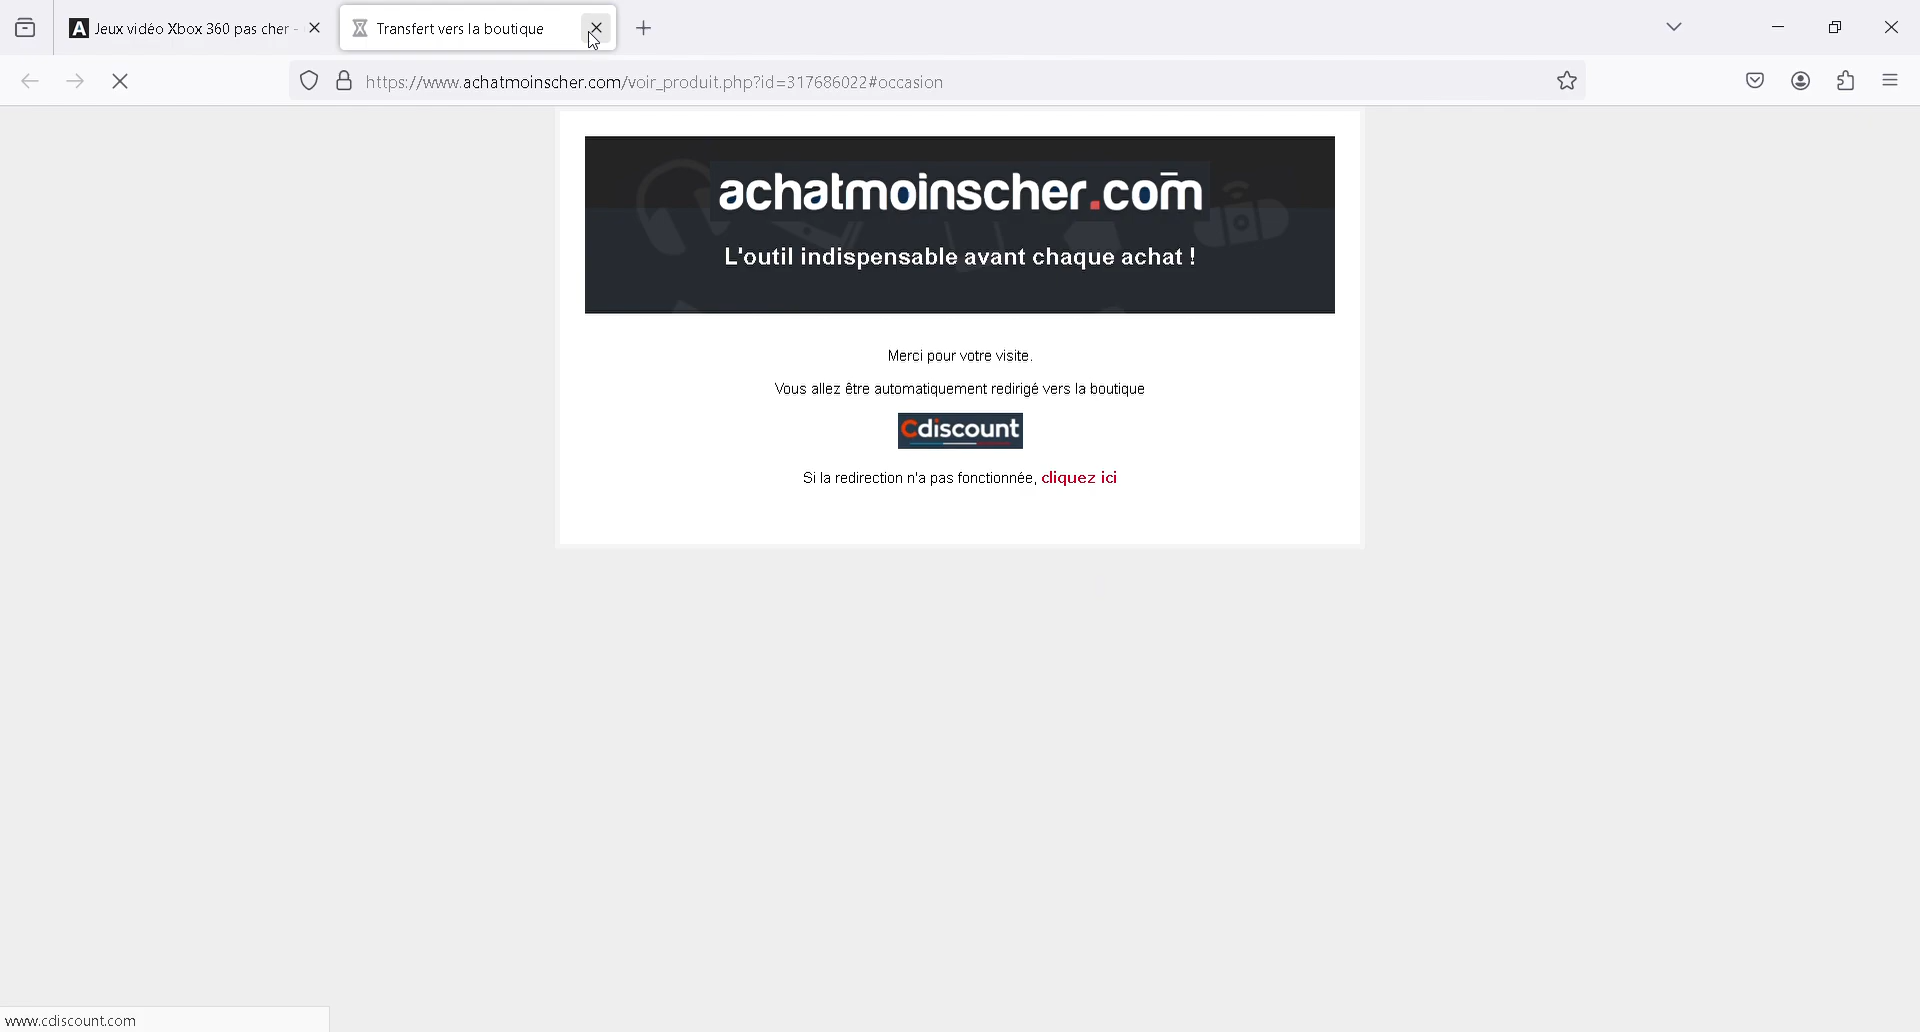 Jeux vidéo Xbox 360 pas cher -
Transfert vers la boutique
https://www.achatmoinscher.com/voir_produit.php?id=317686022#occasion
achatmoinscher.com
L'outil indispensable avant chaque achat !
Merci pour votre visite.
Vous allez être automatiquement redirigé vers la boutique
Cdiscount
Si la redirection n'a pas fonctionnée, cliquez ici
www.cdiscount.com